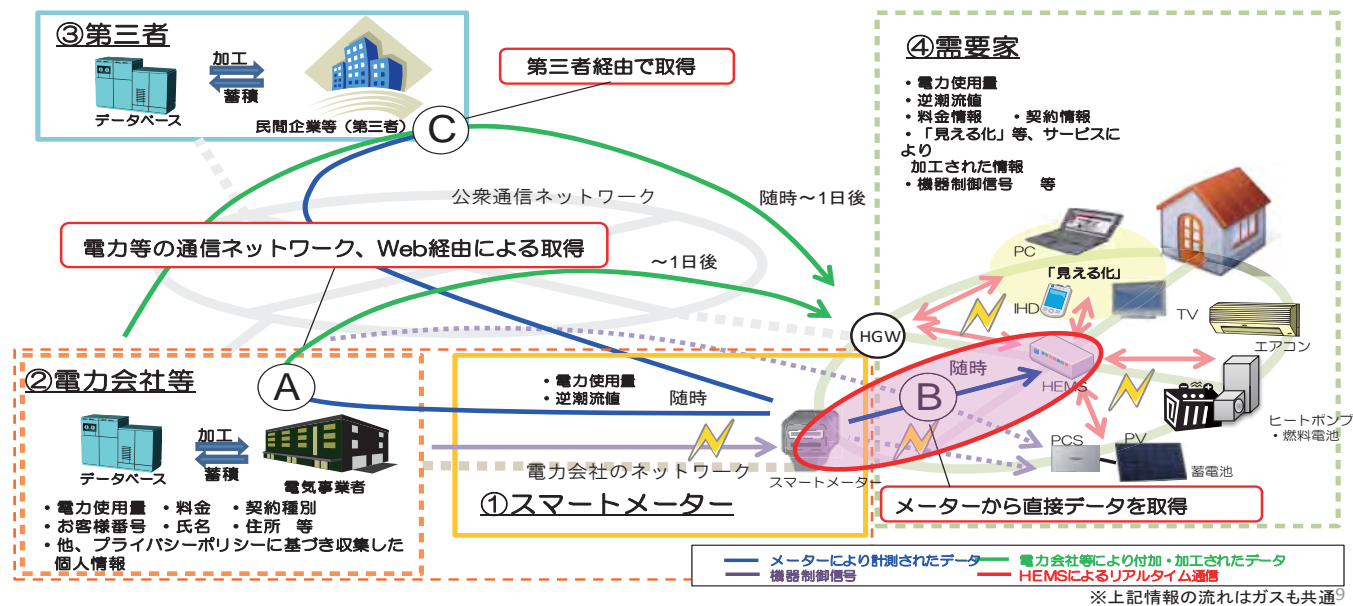 ③第三者
加工
蓄積
データベース
民間企業等（第三者）
第三者経由で取得
C
公衆通信ネットワーク
随時～1日後
電力等の通信ネットワーク、Web経由による取得
～1日後
④需要家
・電力使用量
・逆潮流値
・料金情報　・契約情報
・「見える化」等、サービスに
より
加工された情報
・機器制御信号　等
PC
「見える化」
IHD
TV
エアコン
HGW
HEMS
随時
B
ヒートポンプ
・燃料電池
PCS
PV
蓄電池
メーターから直接データを取得
②電力会社等
A
加工
蓄積
データベース
電気事業者
・電力使用量　・料金　・契約種別
・お客様番号　・氏名　・住所　等
・他、プライバシーポリシーに基づき収集した
個人情報
・電力使用量
・逆潮流値
随時
電力会社のネットワーク
スマートメーター
①スマートメーター
メーターにより計測されたデータ
電力会社等により付加・加工されたデータ
機器制御信号
HEMSによるリアルタイム通信
※上記情報の流れはガスも共通
9